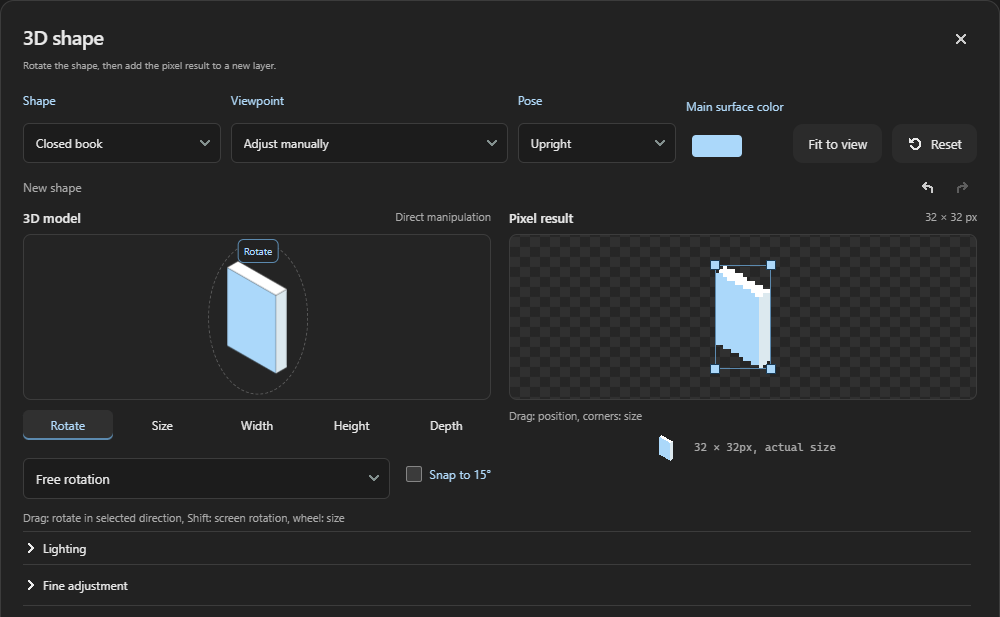 3D shape
Rotate the shape, then add the pixel result to a new layer.
Shape
Viewpoint
Pose
Main surface color
Closed book
Adjust manually
Upright
Fit to view
Reset
New shape
3D model
Direct manipulation
Pixel result
32 × 32 px
Rotate
Rotate
Size
Width
Height
Depth
Drag: position, corners: size
32 × 32px, actual size
Free rotation
Snap to 15°
Drag: rotate in selected direction, Shift: screen rotation, wheel: size
Lighting
Fine adjustment